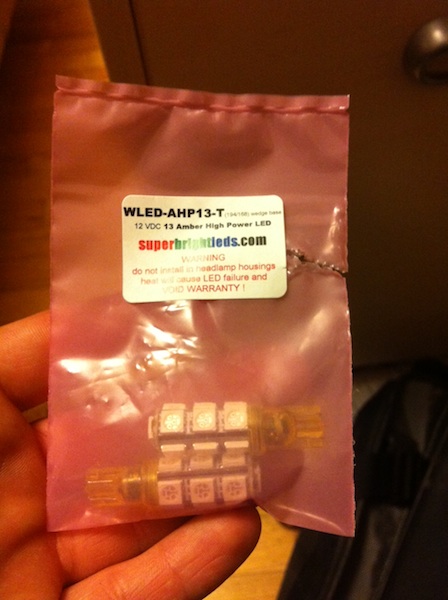 WLED-AHP13-T (194/168) wedge base
12 VDC 13 Amber High Power LED
superbrightleds.com
WARNING
do not install in headlamp housings
heat will cause LED failure and
VOID WARRANTY !